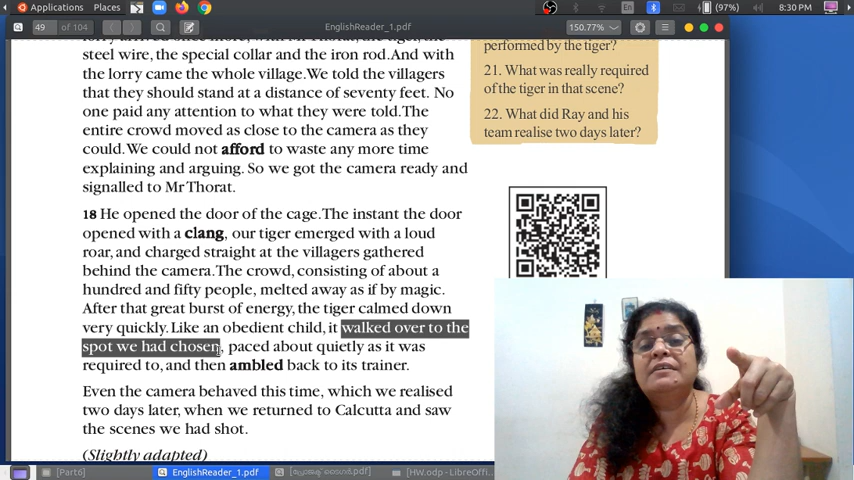 Applications
Places
En
(97%)
8:30 PM
49
of 104
EnglishReader_1.pdf
150.77%
steel wire, the special collar and the iron rod. And with
the lorry came the whole village. We told the villagers
that they should stand at a distance of seventy feet. No
one paid any attention to what they were told. The
entire crowd moved as close to the camera as they
could. We could not afford to waste any more time
explaining and arguing. So we got the camera ready and
signalled to Mr Thorat.
18 He opened the door of the cage. The instant the door
opened with a clang, our tiger emerged with a loud
roar, and charged straight at the villagers gathered
behind the camera. The crowd, consisting of about a
hundred and fifty people, melted away as if by magic.
After that great burst of energy, the tiger calmed down
very quickly. Like an obedient child, it walked over to the
spot we had chosen, paced about quietly as it was
required to, and then ambled back to its trainer.
Even the camera behaved this time, which we realised
two days later, when we returned to Calcutta and saw
the scenes we had shot.
(Slightly adapted)
performed by the tiger?
21. What was really required
of the tiger in that scene?
22. What did Ray and his
team realise two days later?
[Part6]
EnglishReader_1.pdf
[HW.odp - LibreOffi...